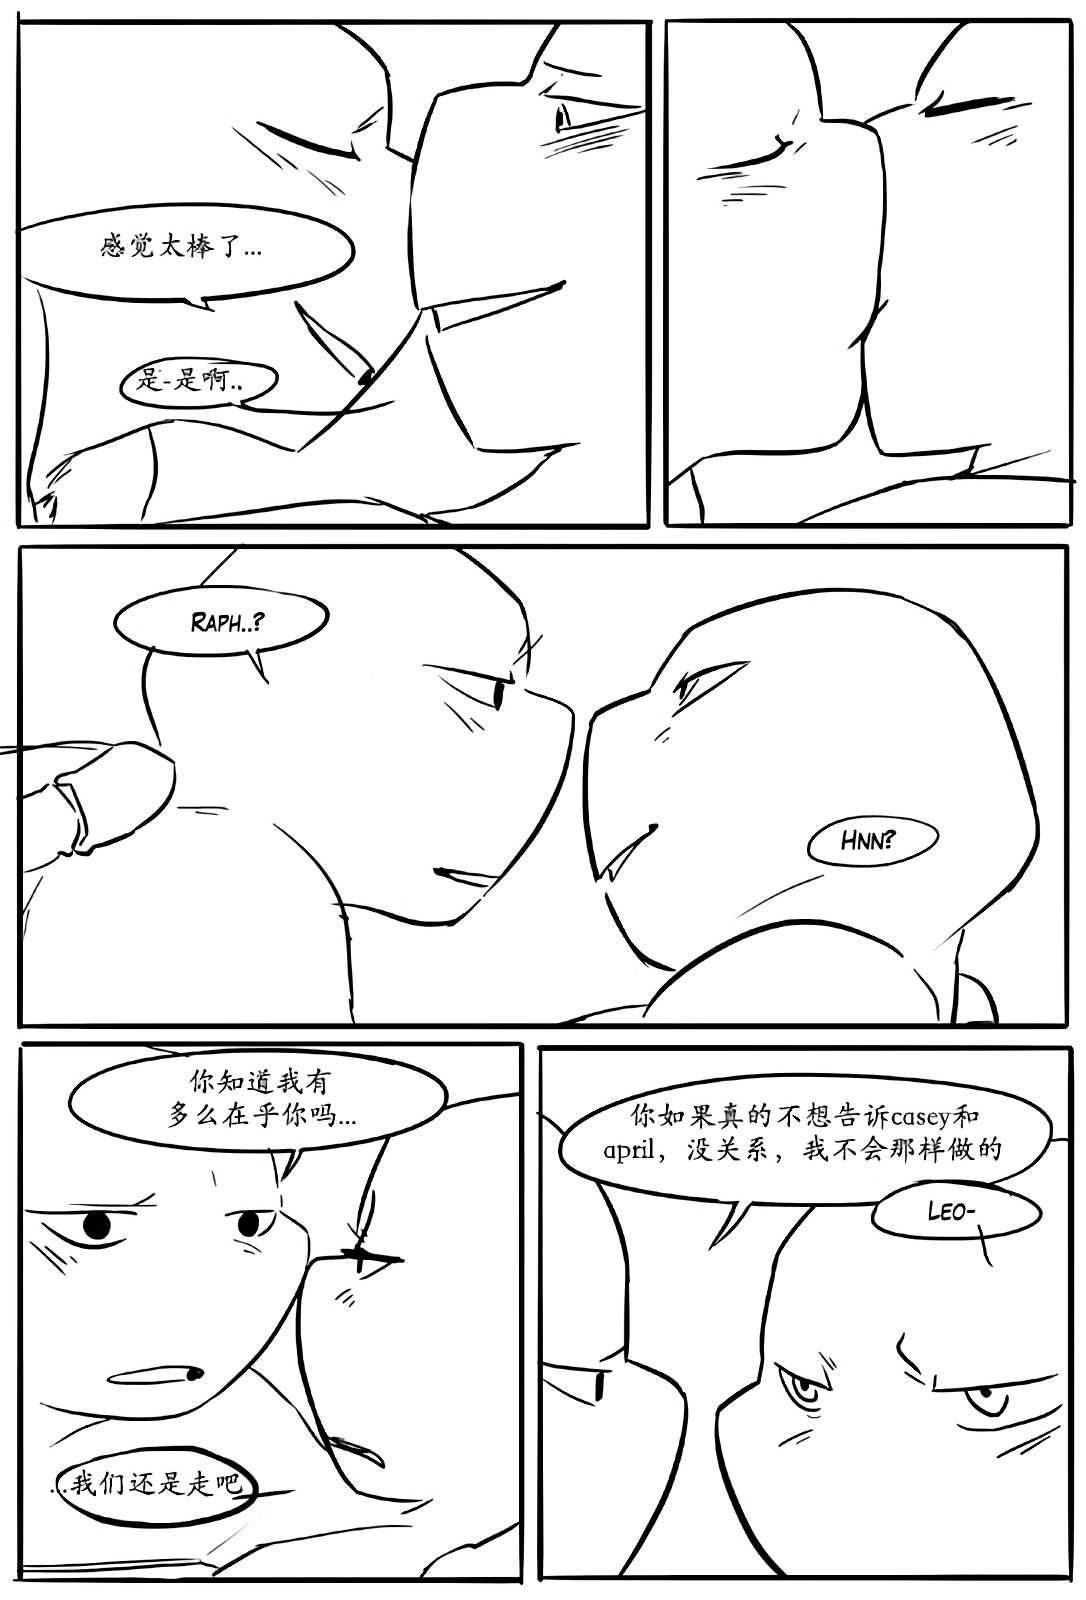 感觉太棒了...
是-是啊..
RAPH..?
HNN?
你知道我有
多么在乎你吗...
...我们还是走吧
你如果真的不想告诉casey和
april，没关系，我不会那样做的
LEO-